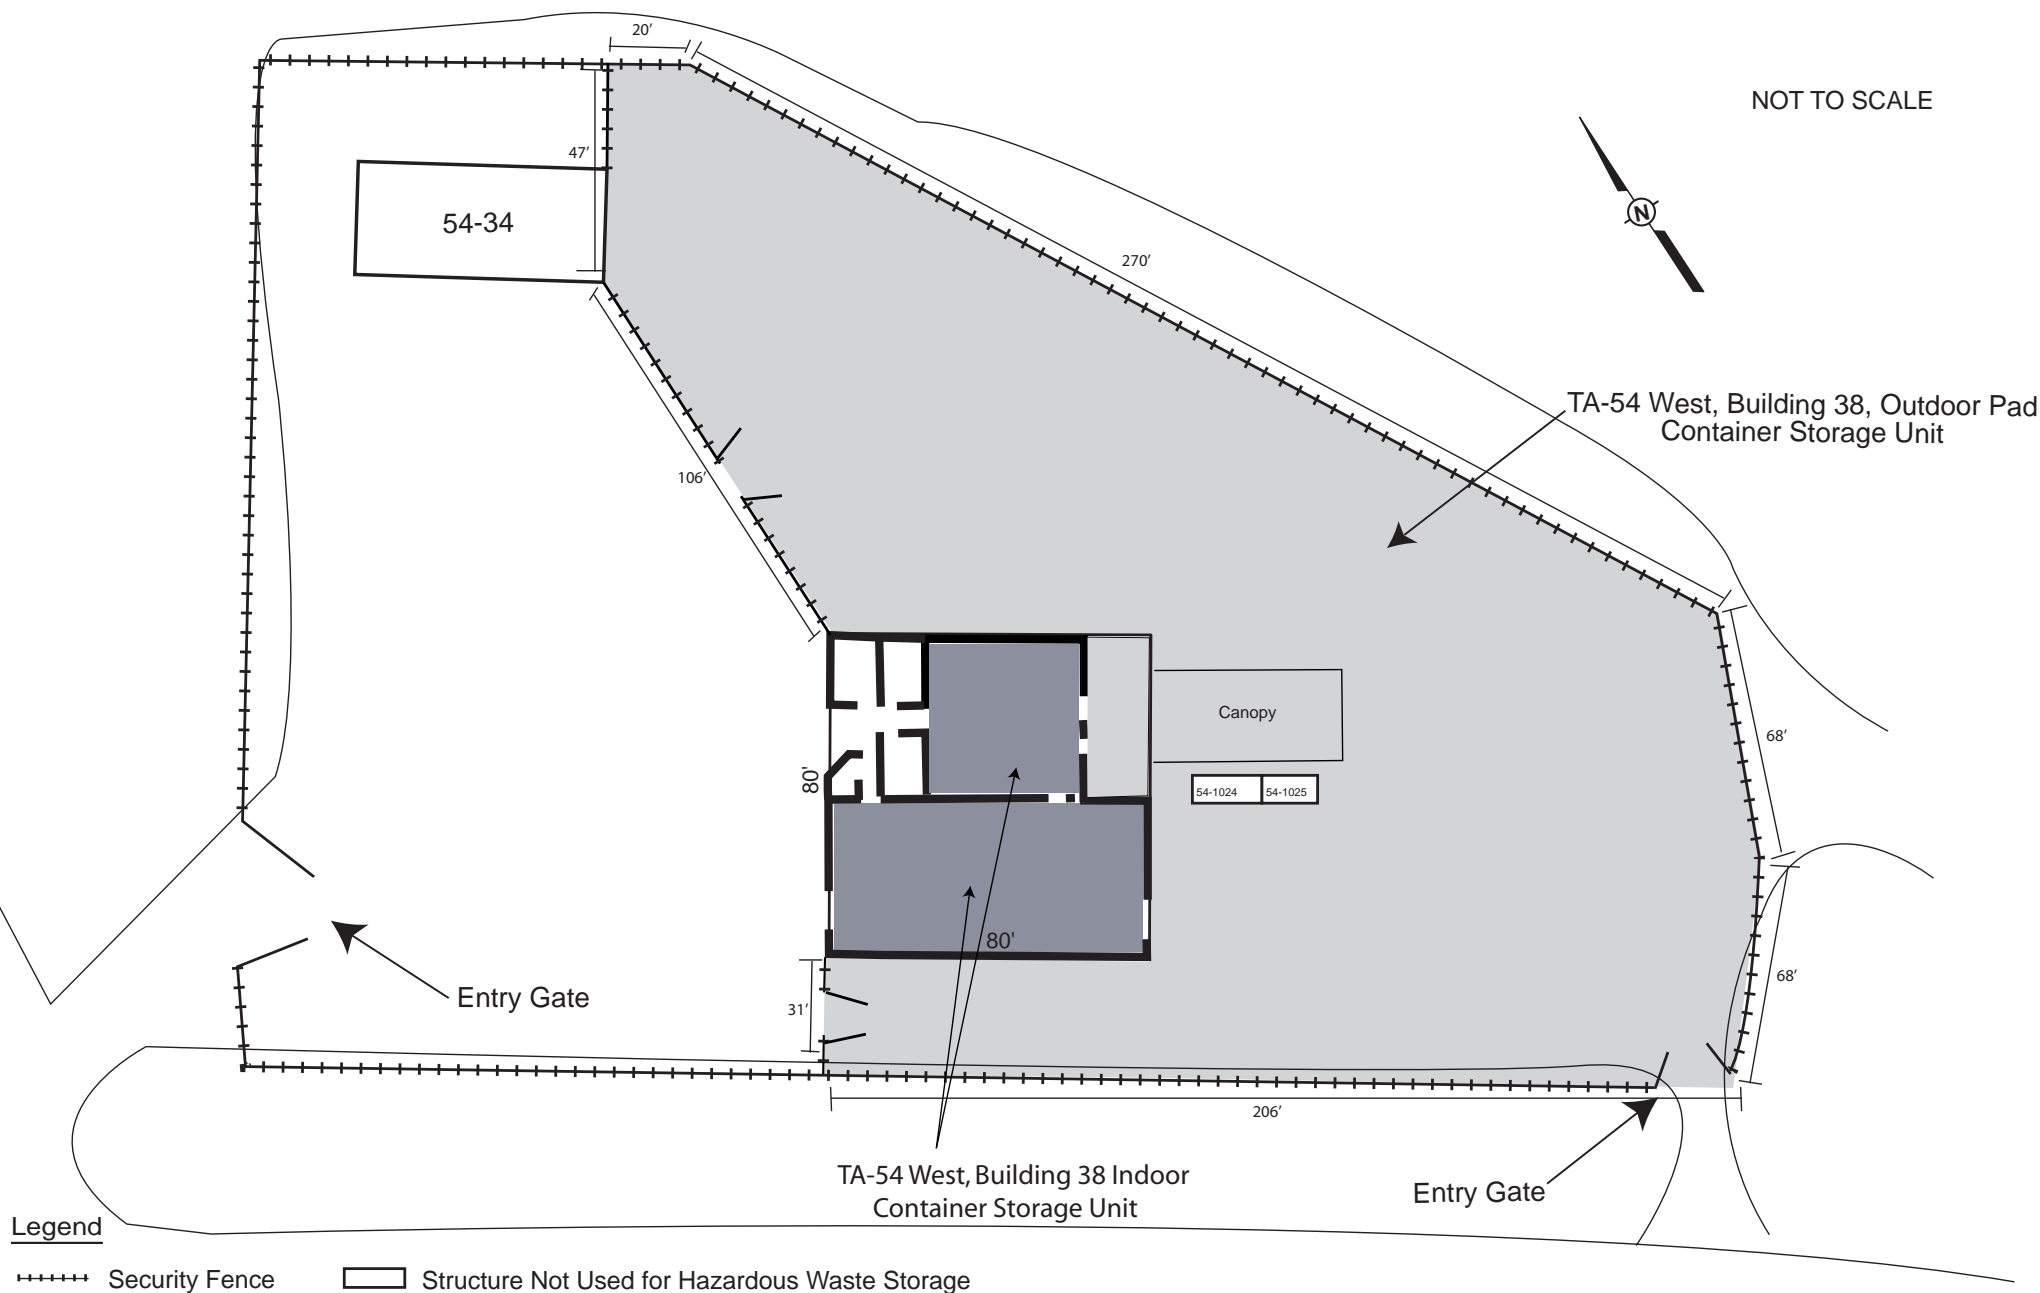 20'
NOT TO SCALE
47'
N
54-34
270'
TA-54 West, Building 38, Outdoor Pad
Container Storage Unit
106'
Canopy
68'
80'
54-1024
54-1025
80'
68'
Entry Gate
31'
206'
TA-54 West, Building 38 Indoor
Container Storage Unit
Entry Gate
Legend
Security Fence
Structure Not Used for Hazardous Waste Storage